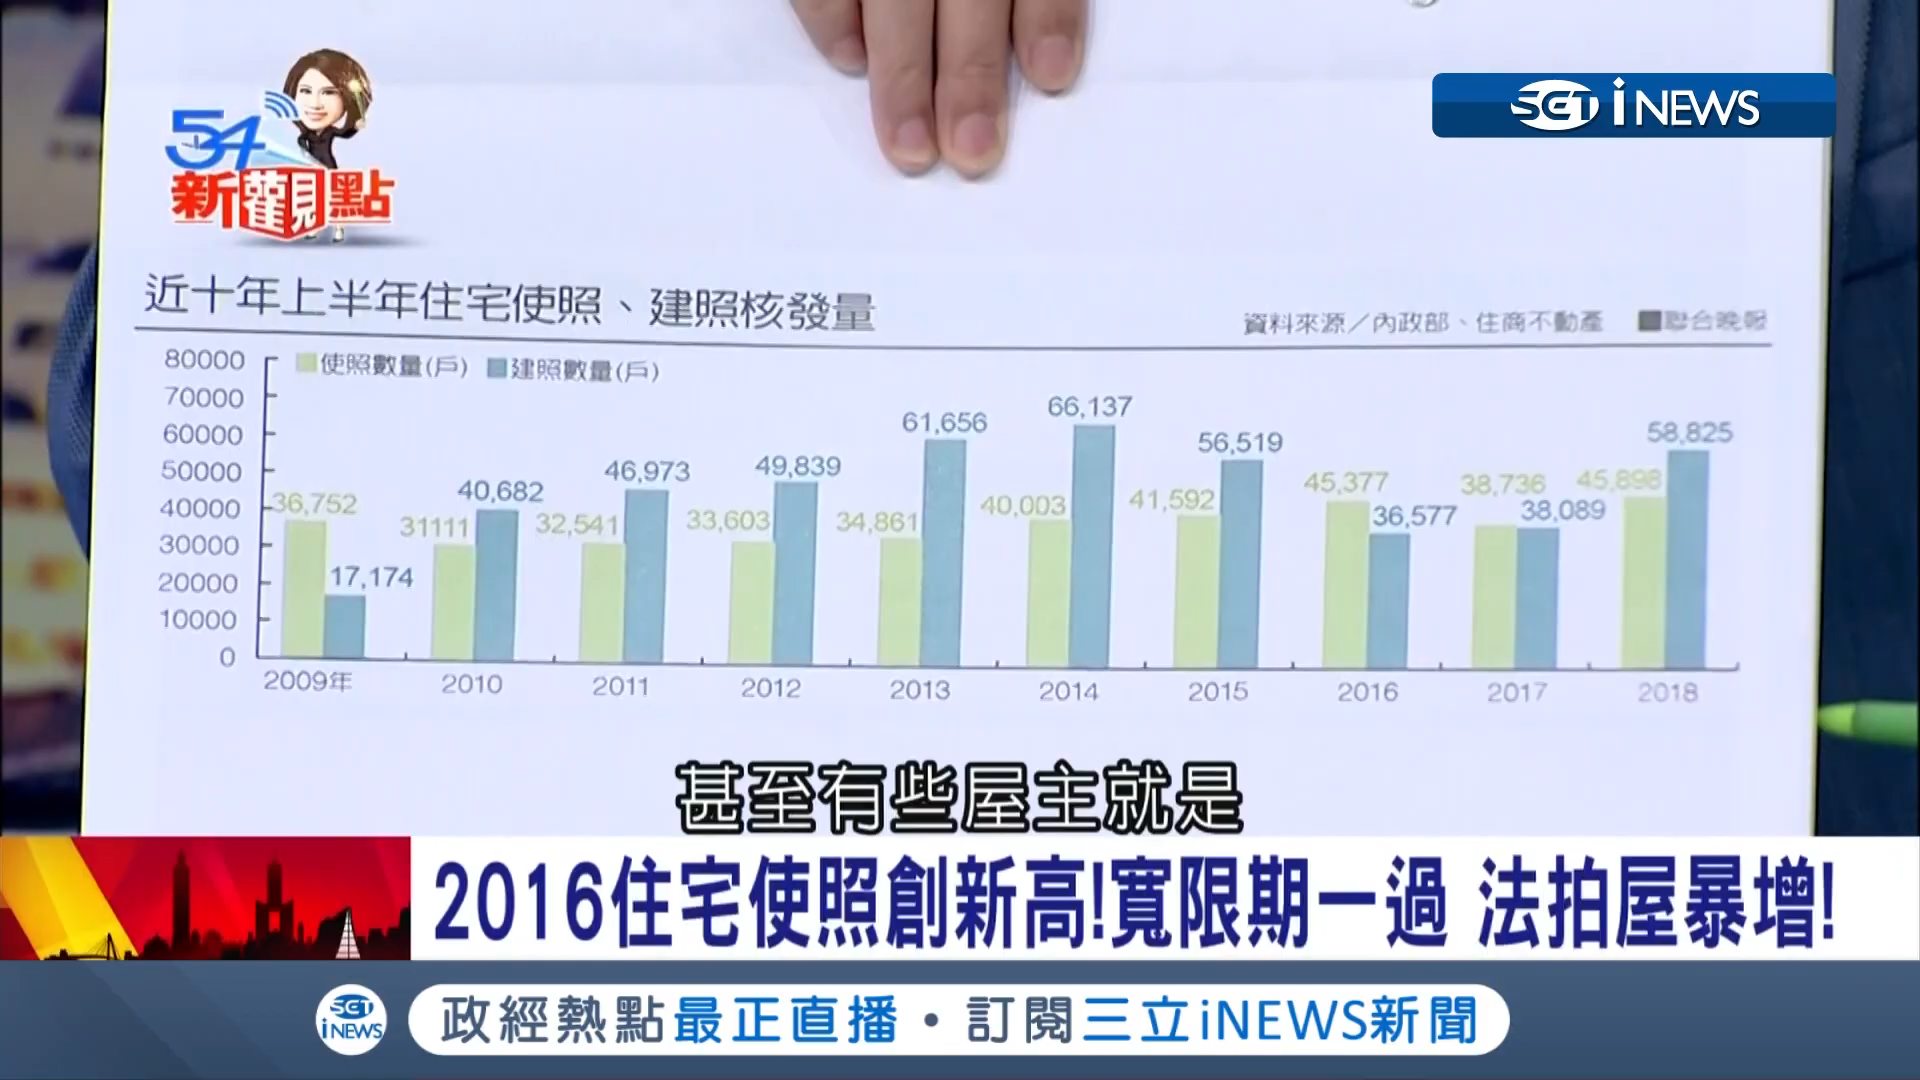 SET iNEWS
54
新觀點
近十年上半年住宅使照、建照核發量
資料來源／內政部、住商不動產 ■聯合晚報
使照數量(戶) 建照數量(戶)
80000
70000
60000
50000
40000
30000
20000
10000
0
36,752 17,174
31111 40,682
32,541 46,973
33,603 49,839
34,861 61,656
40,003 66,137
41,592 56,519
45,377 36,577
38,736 38,089
45,898 58,825
2009年 2010 2011 2012 2013 2014 2015 2016 2017 2018
甚至有些屋主就是
2016住宅使照創新高!寬限期一過 法拍屋暴增!
SET iNEWS
政經熱點最正直播・訂閱三立iNEWS新聞